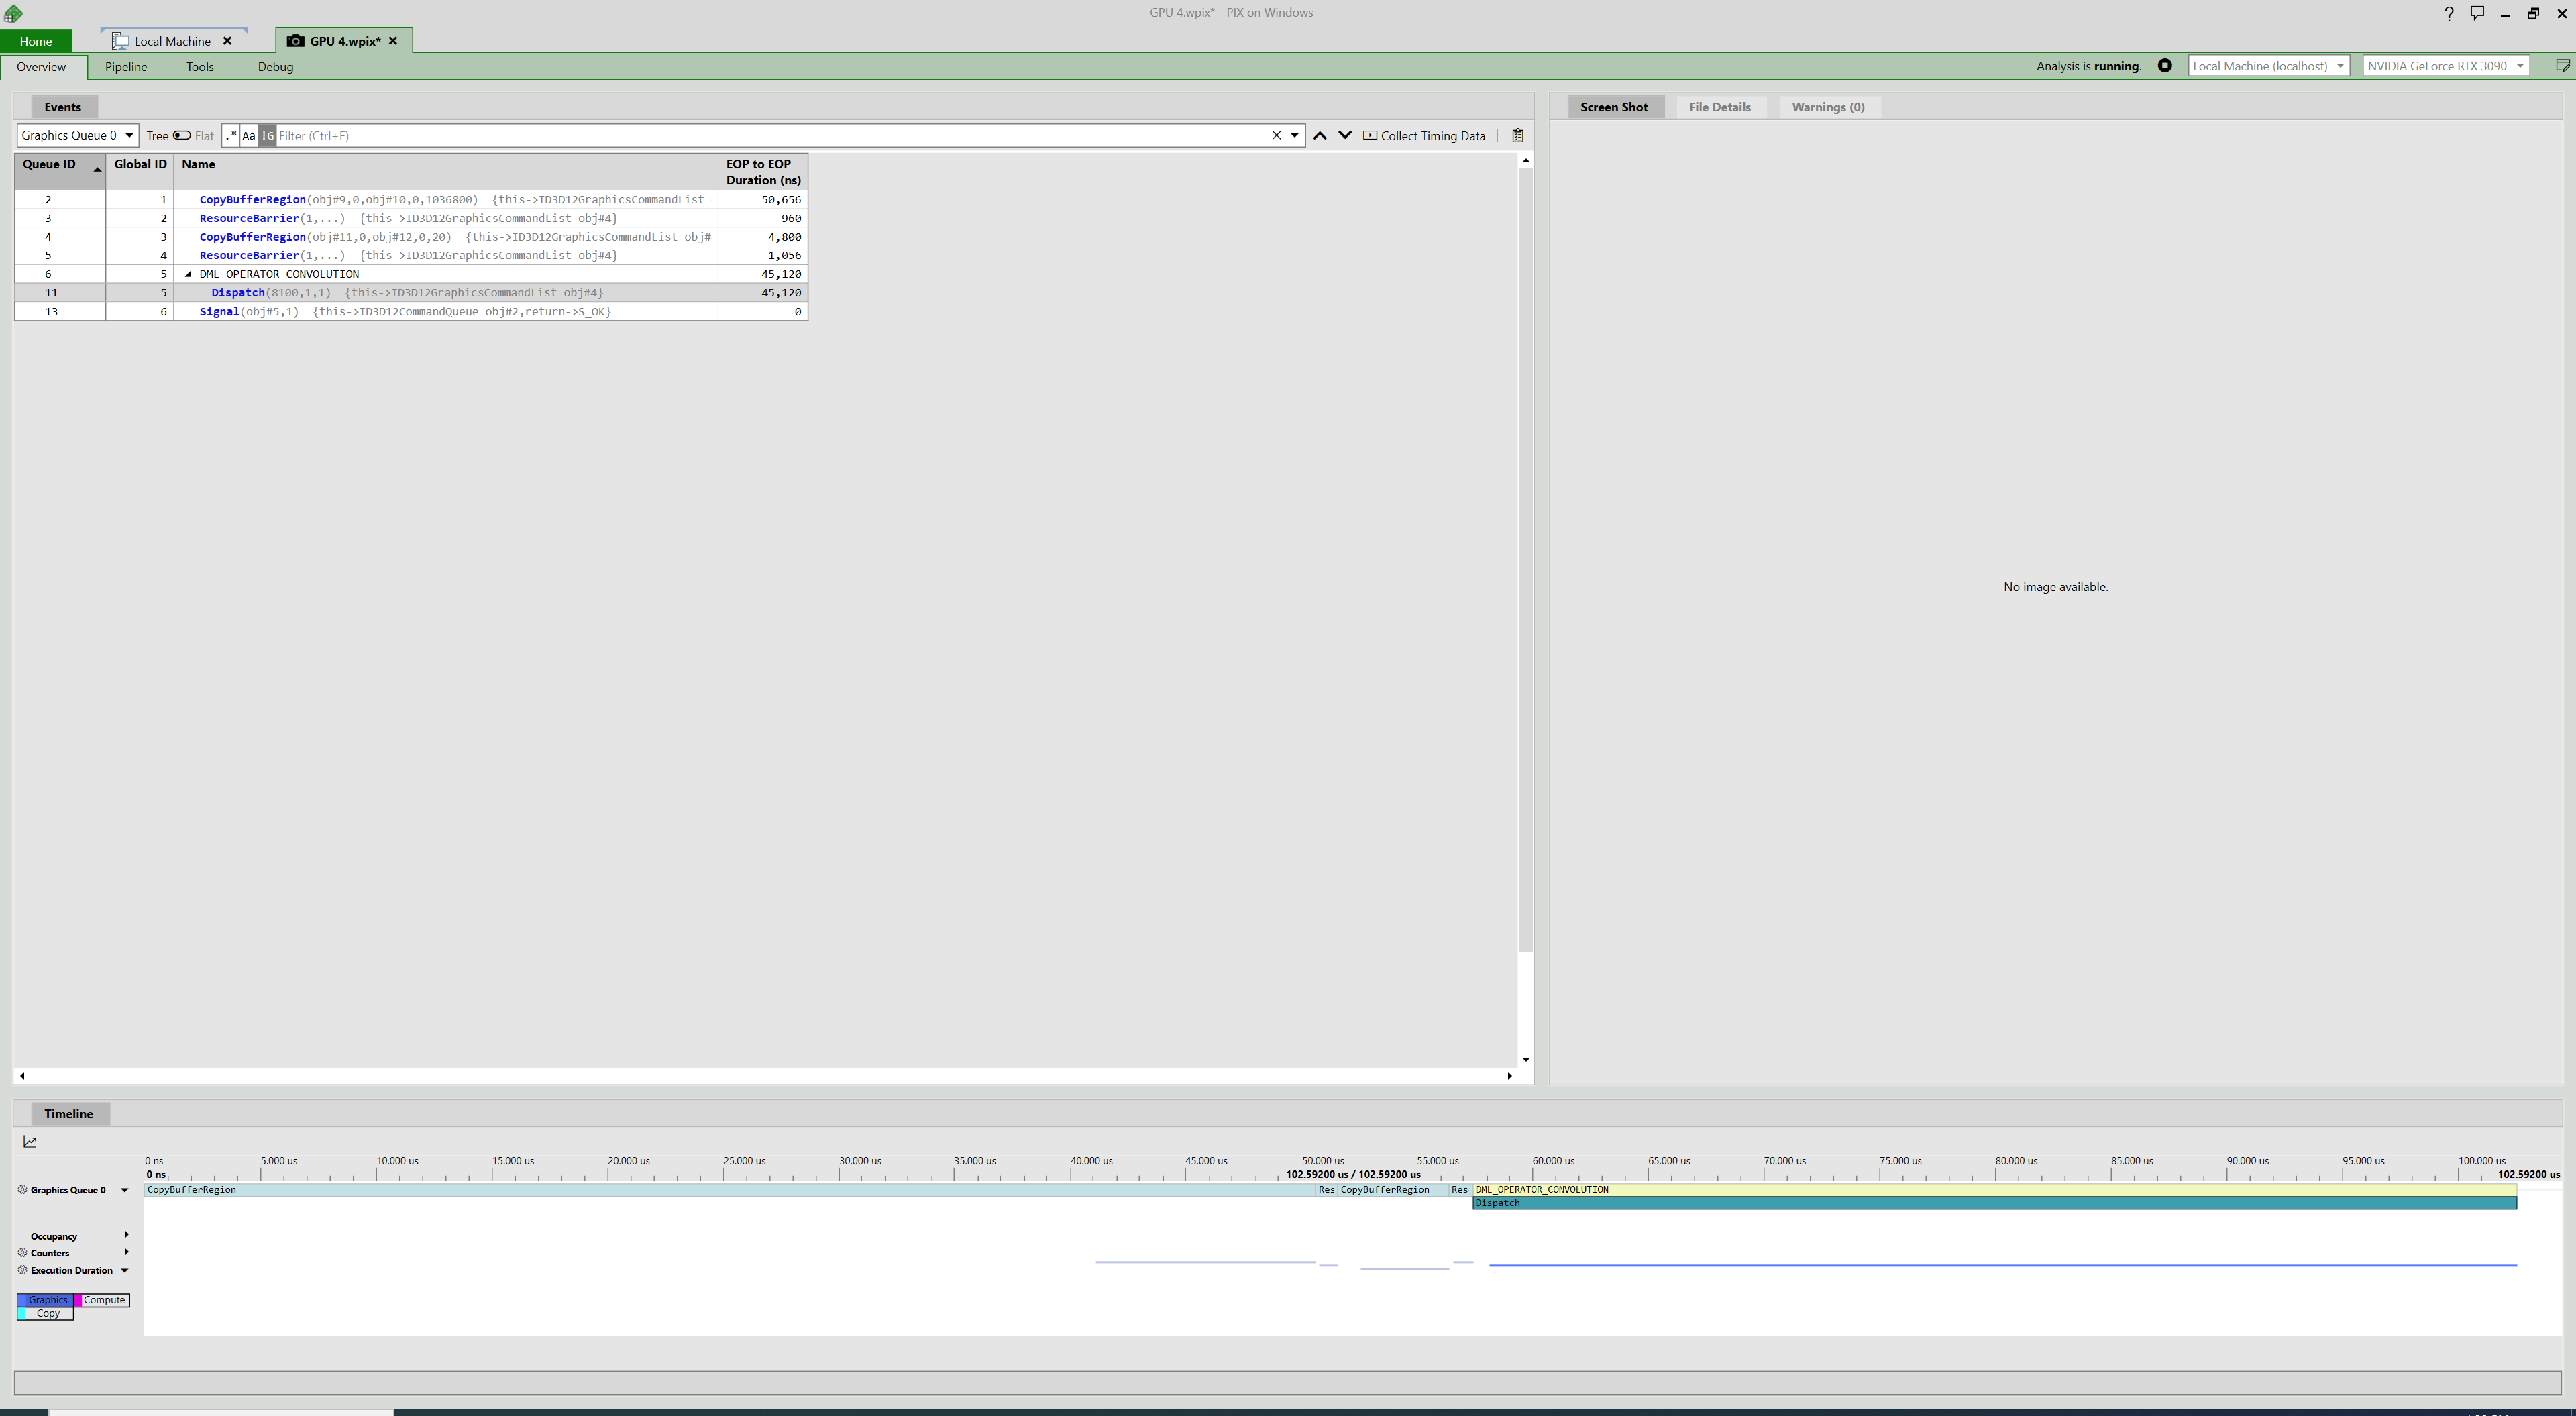 GPU 4.wpix* - PIX on Windows
?
Home
Local Machine
GPU 4.wpix*
Overview Pipeline Tools Debug
Analysis is running.
Local Machine (localhost)
NVIDIA GeForce RTX 3090
Events
Graphics Queue 0 Tree Flat .* Aa !G Filter (Ctrl+E) Collect Timing Data
Queue ID Global ID Name EOP to EOP Duration (ns)
2 1 CopyBufferRegion(obj#9,0,obj#10,0,1036800) {this->ID3D12GraphicsCommandList 50,656
3 2 ResourceBarrier(1,...) {this->ID3D12GraphicsCommandList obj#4} 960
4 3 CopyBufferRegion(obj#11,0,obj#12,0,20) {this->ID3D12GraphicsCommandList obj# 4,800
5 4 ResourceBarrier(1,...) {this->ID3D12GraphicsCommandList obj#4} 1,056
6 5 DML_OPERATOR_CONVOLUTION 45,120
11 5 Dispatch(8100,1,1) {this->ID3D12GraphicsCommandList obj#4} 45,120
13 6 Signal(obj#5,1) {this->ID3D12CommandQueue obj#2,return->S_OK} 0
Screen Shot File Details Warnings (0)
No image available.
Timeline
0 ns 5.000 us 10.000 us 15.000 us 20.000 us 25.000 us 30.000 us 35.000 us 40.000 us 45.000 us 50.000 us 55.000 us 60.000 us 65.000 us 70.000 us 75.000 us 80.000 us 85.000 us 90.000 us 95.000 us 100.000 us
0 ns 102.59200 us / 102.59200 us 102.59200 us
Graphics Queue 0 CopyBufferRegion Res CopyBufferRegion Res DML_OPERATOR_CONVOLUTION
Dispatch
Occupancy
Counters
Execution Duration
Graphics Compute
Copy